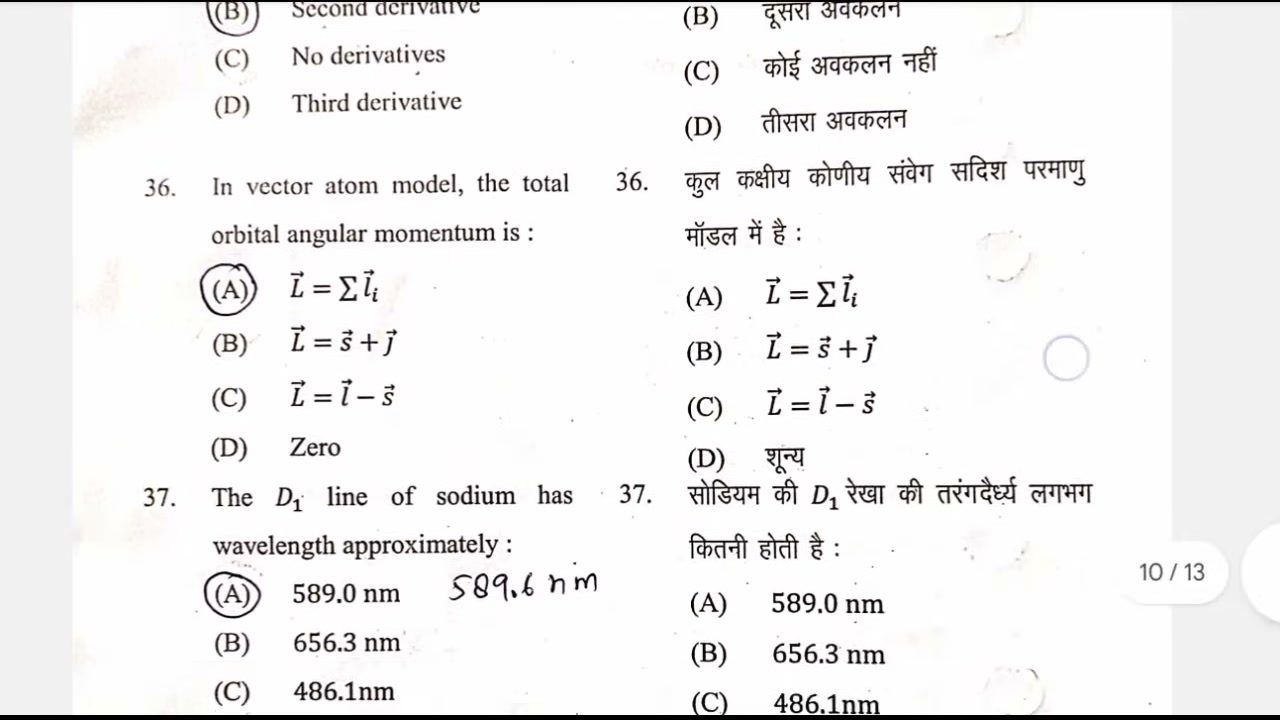 (B) Second derivative
(C) No derivatives
(D) Third derivative
36. In vector atom model, the total
orbital angular momentum is :
(A) L⃗ = Σ l⃗ᵢ
(B) L⃗ = s⃗ + j⃗
(C) L⃗ = l⃗ − s⃗
(D) Zero
37. The D₁ line of sodium has
wavelength approximately :
(A) 589.0 nm 589.6 nm
(B) 656.3 nm
(C) 486.1nm
(B) दूसरा अवकलन
(C) कोई अवकलन नहीं
(D) तीसरा अवकलन
36. कुल कक्षीय कोणीय संवेग सदिश परमाणु
मॉडल में है :
(A) L⃗ = Σ l⃗ᵢ
(B) L⃗ = s⃗ + j⃗
(C) L⃗ = l⃗ − s⃗
(D) शून्य
37. सोडियम की D₁ रेखा की तरंगदैर्ध्य लगभग
कितनी होती है :
(A) 589.0 nm
(B) 656.3 nm
(C) 486.1nm
10 / 13